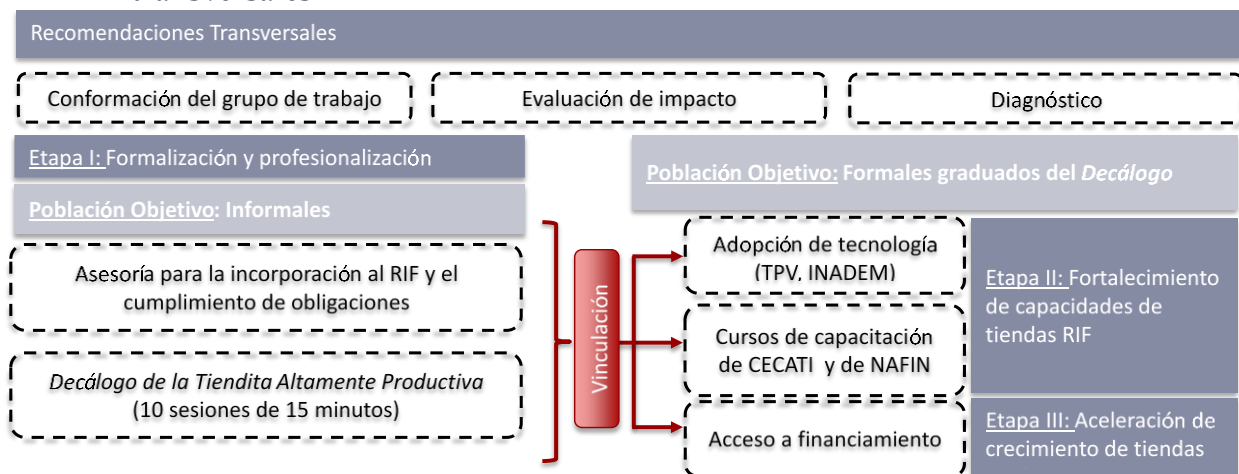 Recomendaciones Transversales
Conformación del grupo de trabajo
Evaluación de impacto
Diagnóstico
Etapa I: Formalización y profesionalización
Población Objetivo: Informales
Asesoría para la incorporación al RIF y el
cumplimiento de obligaciones
Decálogo de la Tiendita Altamente Productiva
(10 sesiones de 15 minutos)
Vinculación
Población Objetivo: Formales graduados del Decálogo
Adopción de tecnología
(TPV, INADEM)
Cursos de capacitación
de CECATI y de NAFIN
Acceso a financiamiento
Etapa II: Fortalecimiento
de capacidades de
tiendas RIF
Etapa III: Aceleración de
crecimiento de tiendas